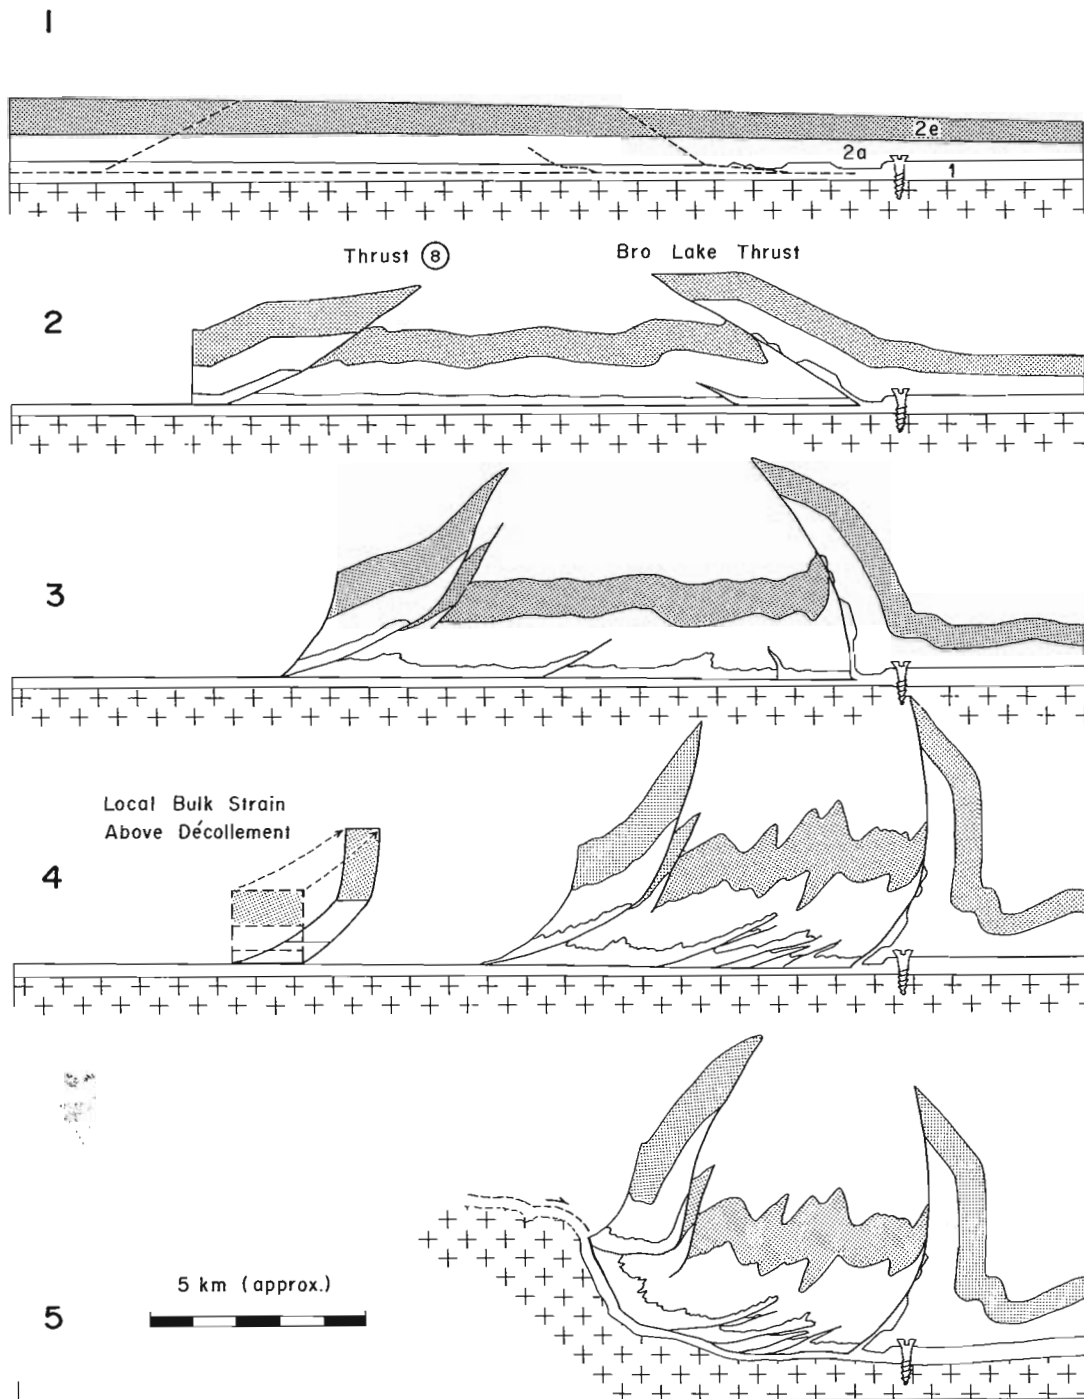 1
2e
2a
1
Thrust 8
Bro Lake Thrust
2
3
Local Bulk Strain
Above Décollement
4
5 km (approx.)
5